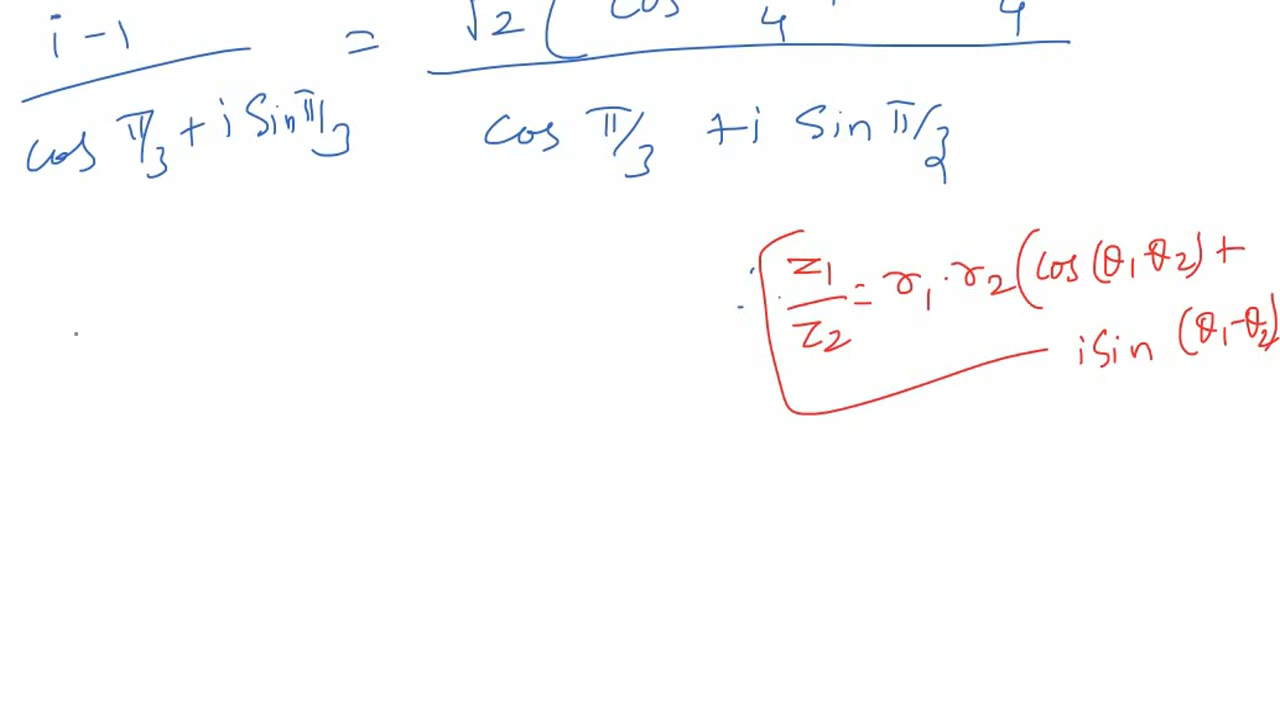 i - 1 = √2 ( cos 4 4
cos π/3 + i Sin π/3 cos π/3 + i Sin π/3
z1 / z2 = r1 . r2 ( cos (θ1 θ2) +
i Sin (θ1 - θ2)